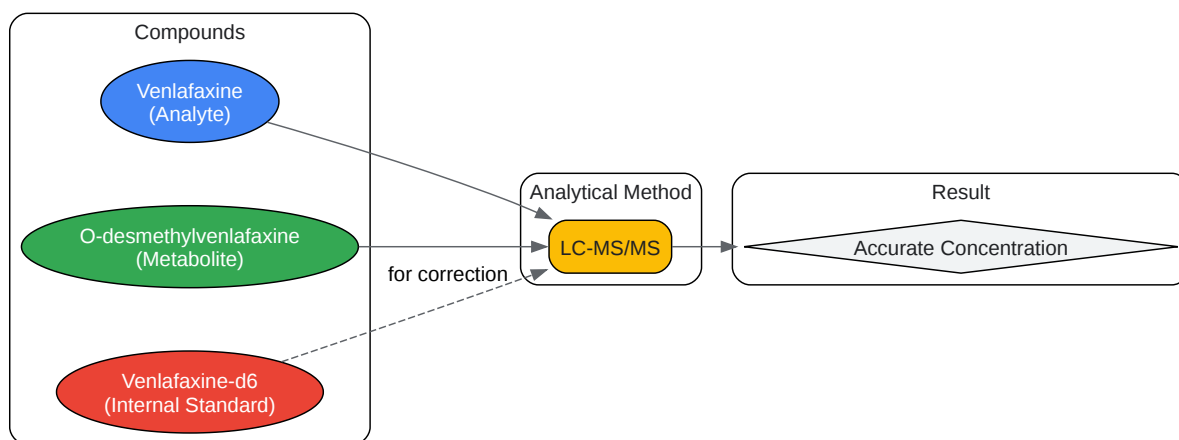 Compounds
Venlafaxine
(Analyte)
O-desmethylvenlafaxine
(Metabolite)
Venlafaxine-d6
(Internal Standard)
for correction
Analytical Method
LC-MS/MS
Result
Accurate Concentration